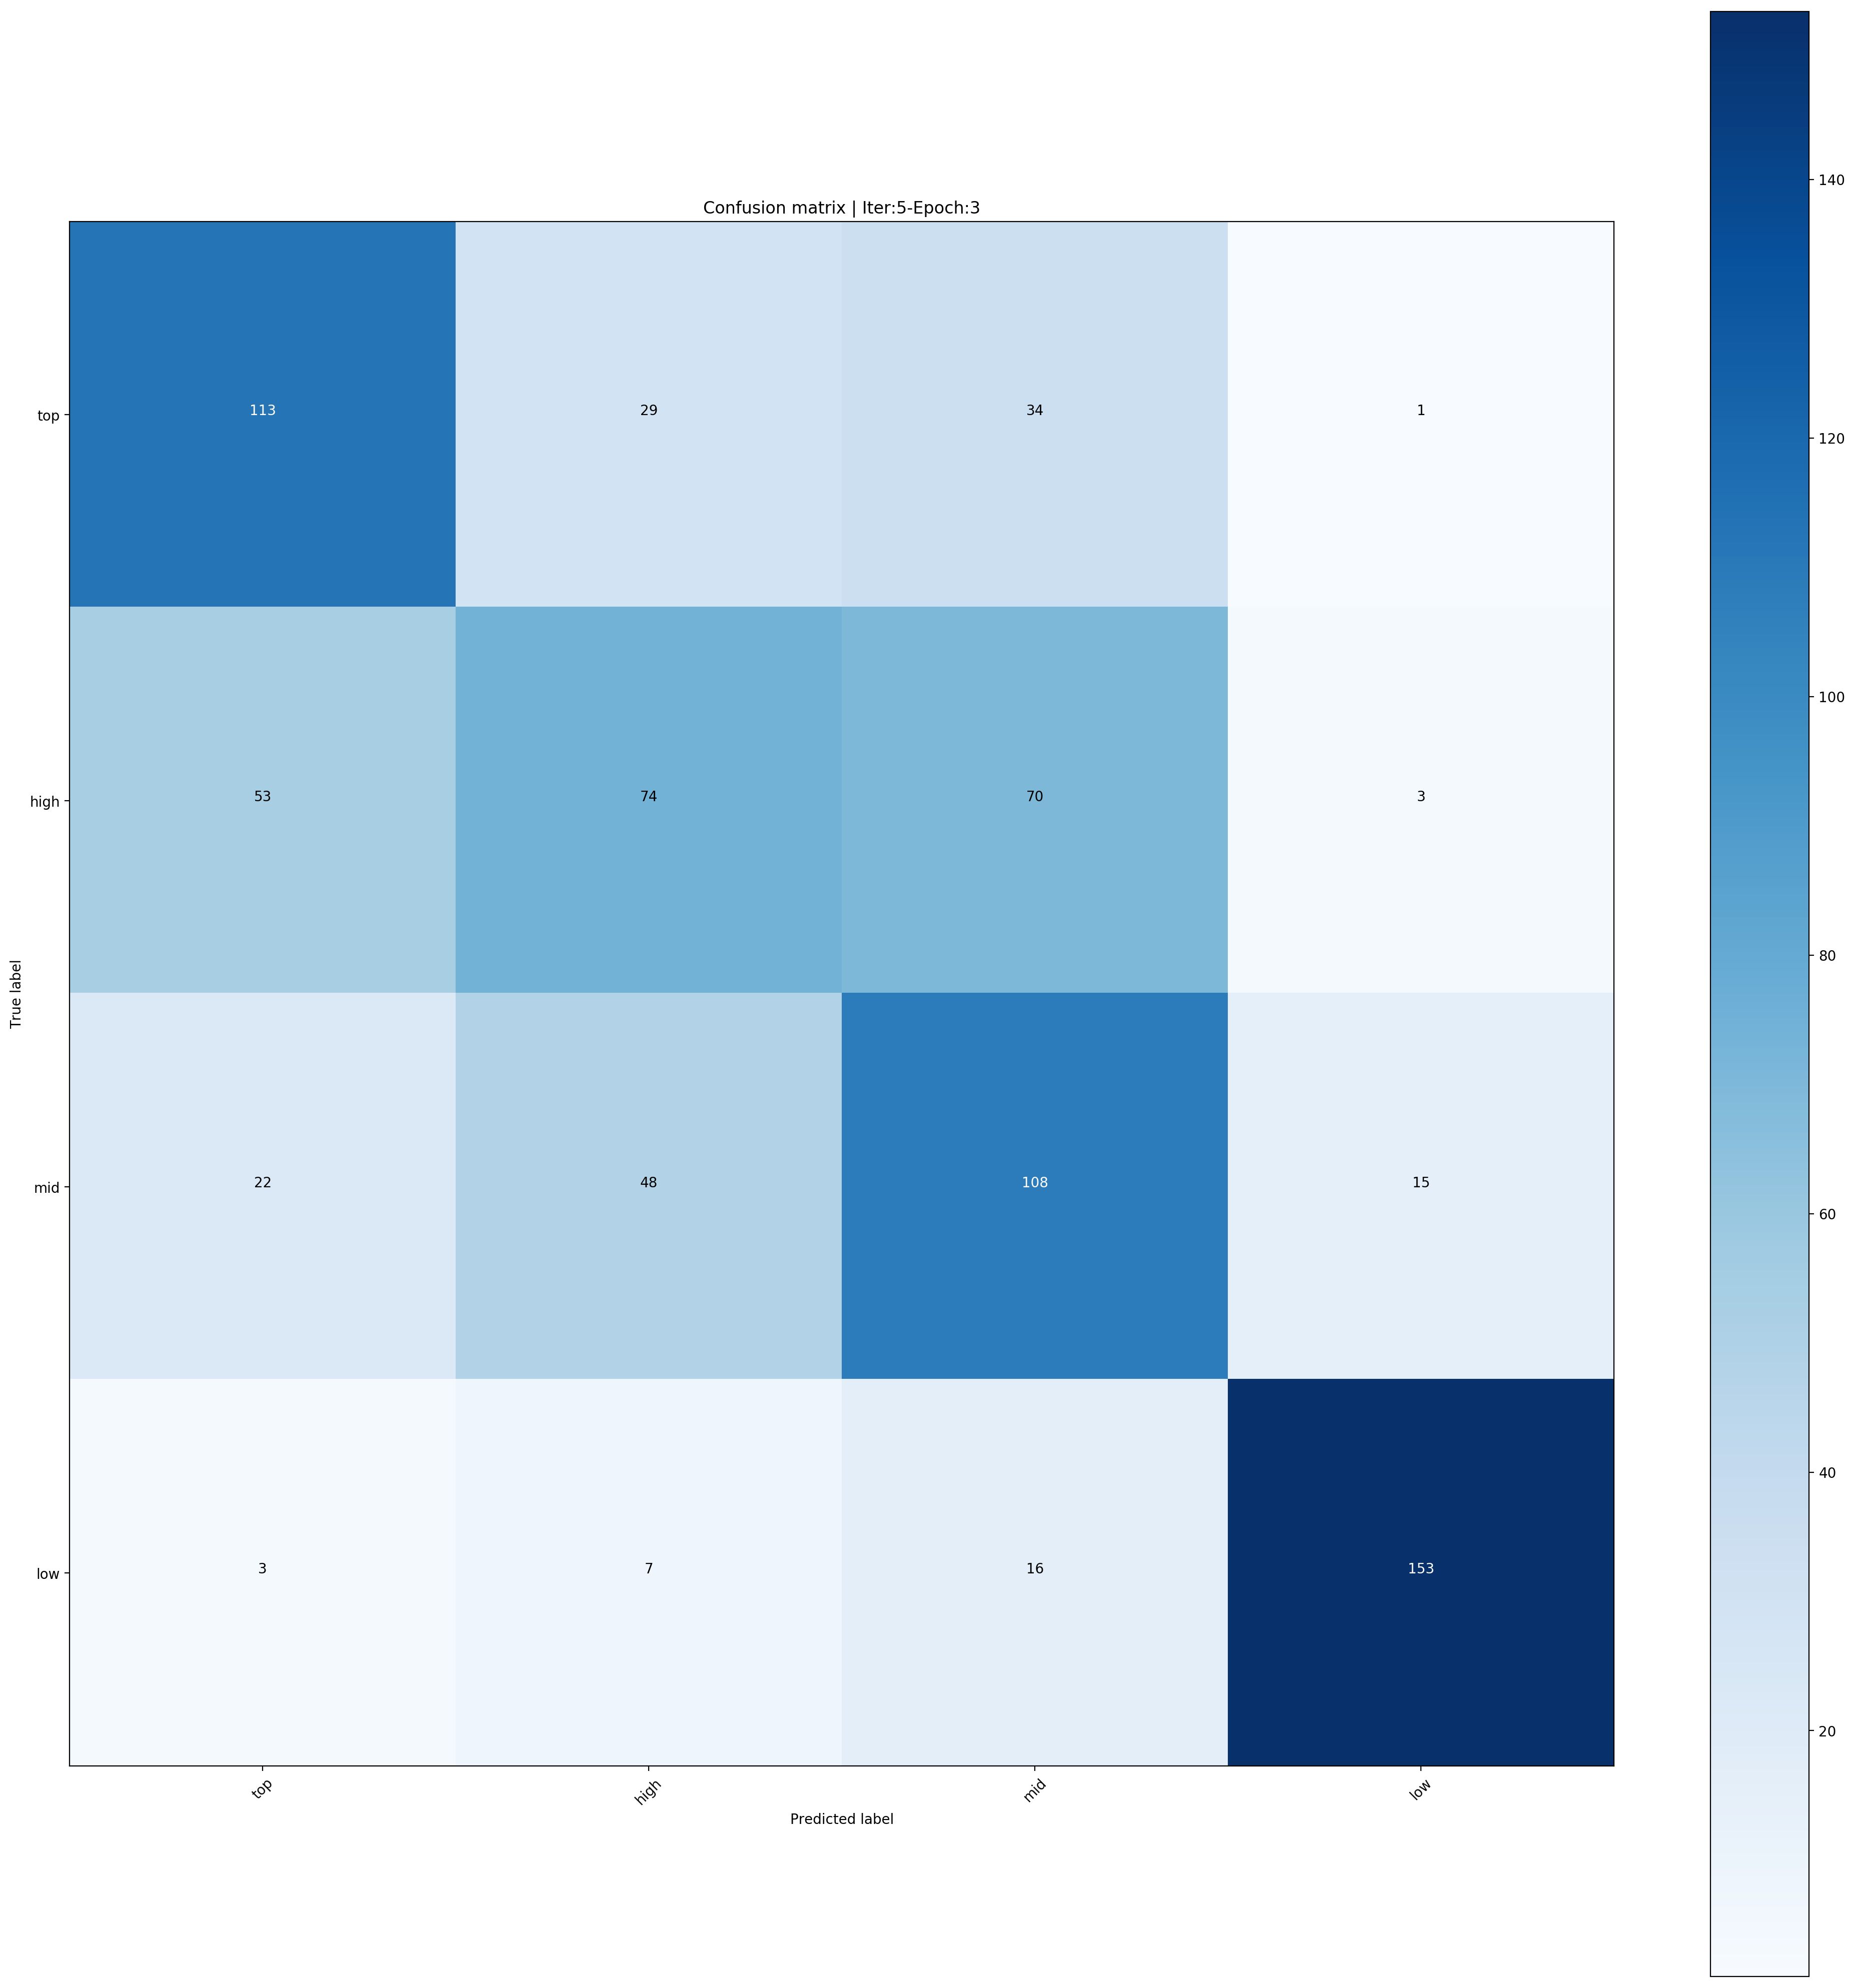 Confusion matrix | Iter:5-Epoch:3
top 113 29 34 1
high 53 74 70 3
mid 22 48 108 15
low 3 7 16 153
top high mid low
Predicted label
True label
140
120
100
80
60
40
20